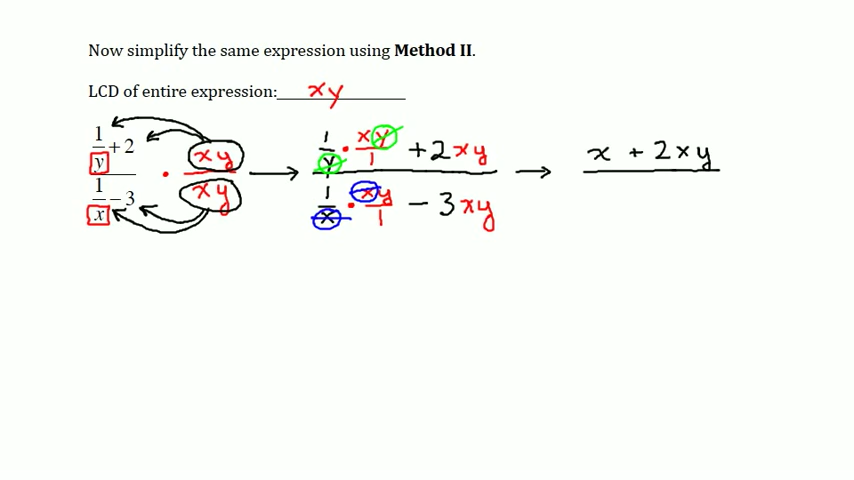 Now simplify the same expression using Method II.
LCD of entire expression: xy
1/y + 2 · xy → 1/y · xy/1 + 2xy → x + 2xy
1/x − 3 xy 1/x · xy/1 − 3xy